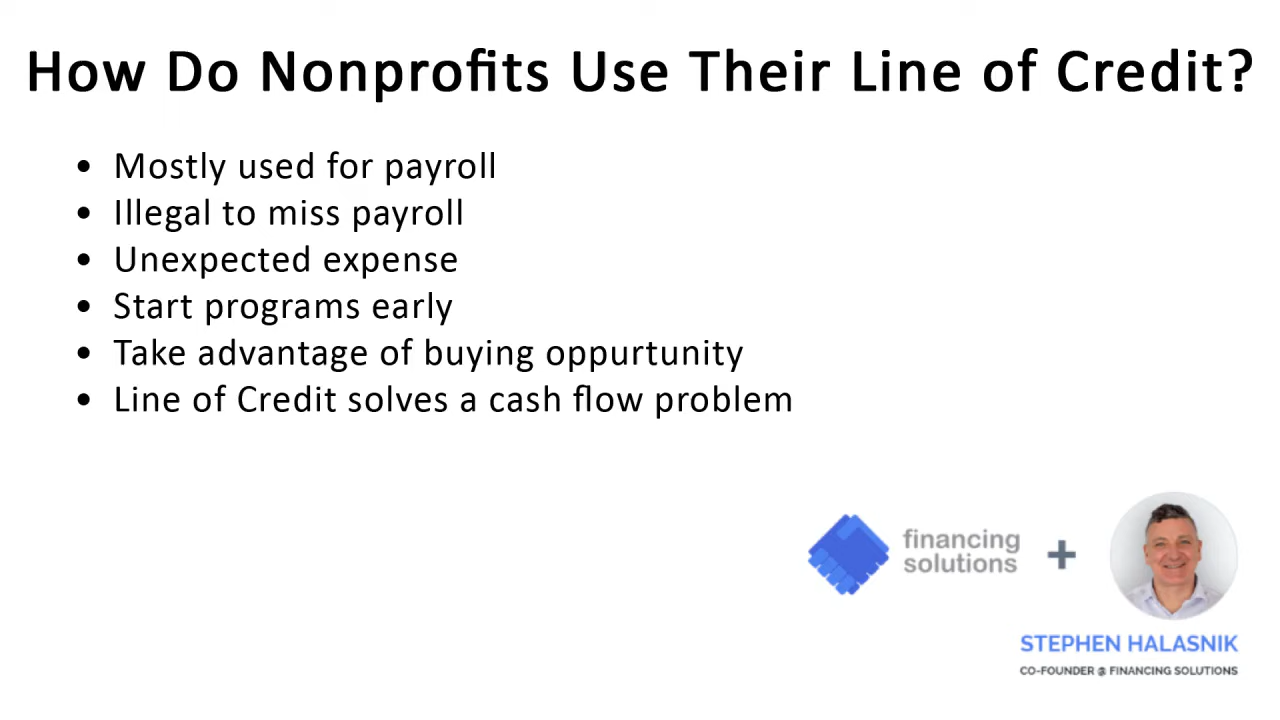 How Do Nonprofits Use Their Line of Credit?
• Mostly used for payroll
• Illegal to miss payroll
• Unexpected expense
• Start programs early
• Take advantage of buying oppurtunity
• Line of Credit solves a cash flow problem
financing
solutions
+
STEPHEN HALASNIK
CO-FOUNDER @ FINANCING SOLUTIONS